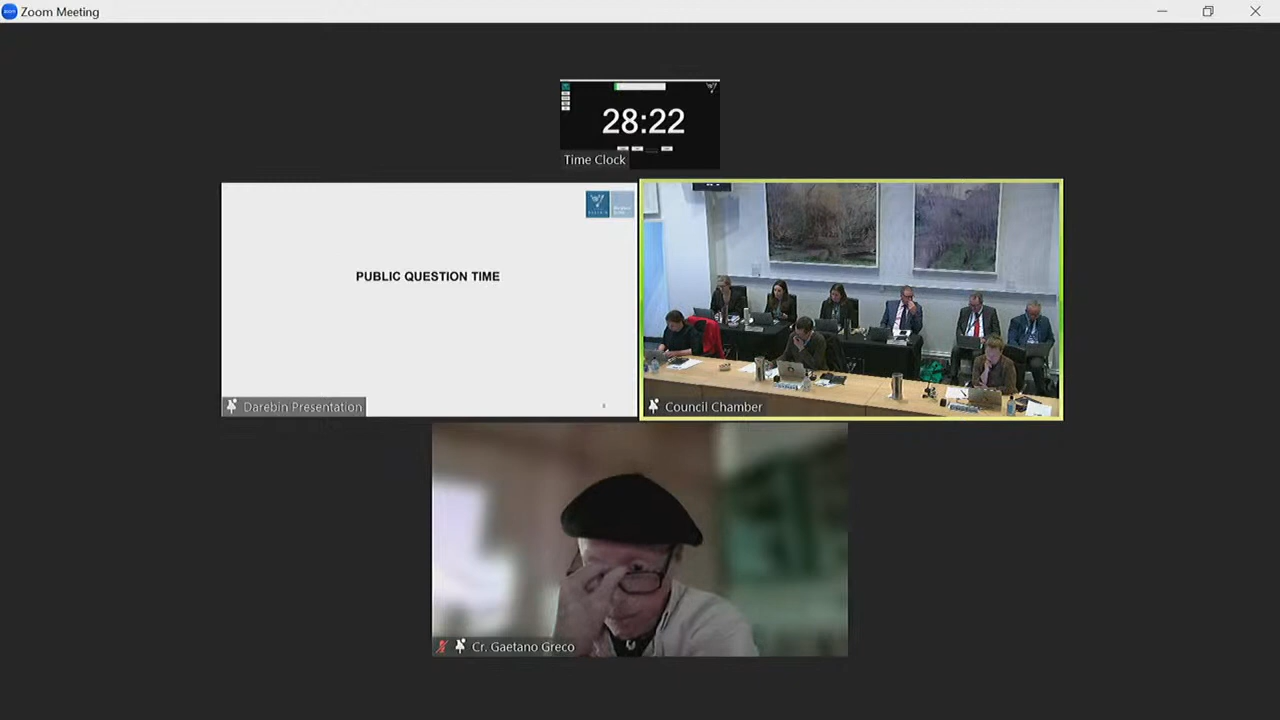 Zoom Meeting
28:22
Time Clock
PUBLIC QUESTION TIME
Darebin Presentation
Council Chamber
Cr. Gaetano Greco